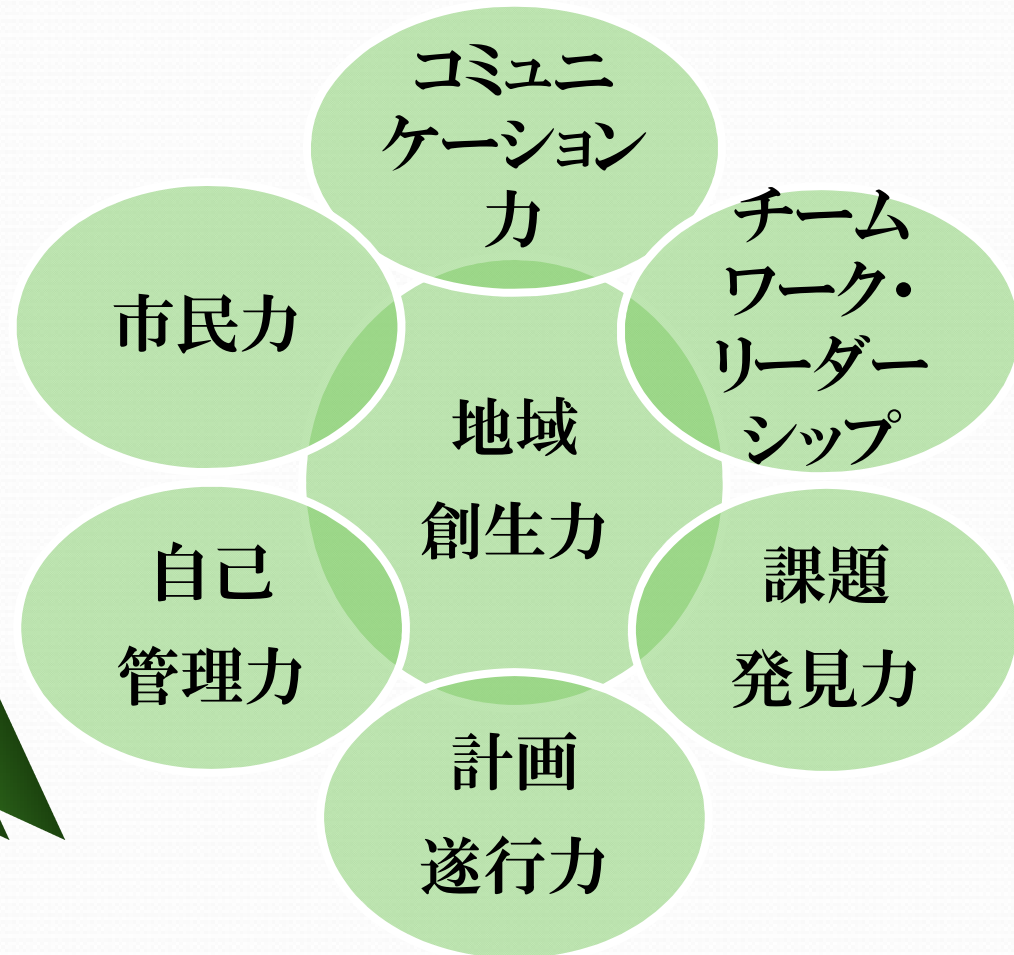 コミュニ
ケーション
力
チーム
ワーク・
リーダー
シップ
市民力
地域
創生力
自己
管理力
課題
発見力
計画
遂行力